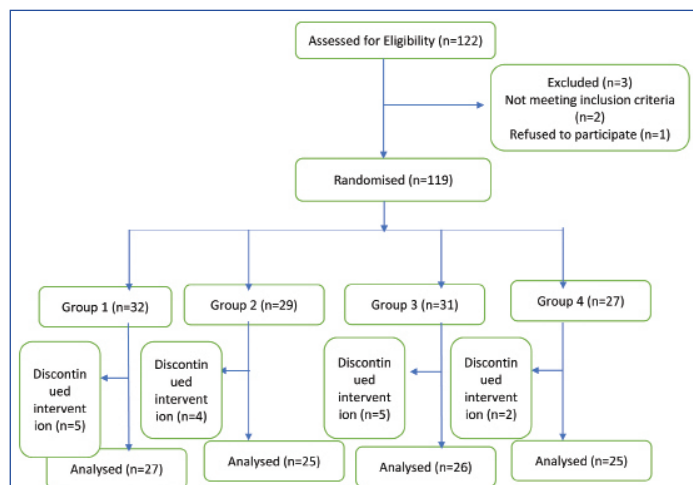 Assessed for Eligibility (n=122)
Excluded (n=3)
Not meeting inclusion criteria
(n=2)
Refused to participate (n=1)
Randomised (n=119)
Group 1 (n=32)
Group 2 (n=29)
Group 3 (n=31)
Group 4 (n=27)
Discontin
ued
intervent
ion (n=5)
Discontin
ued
intervent
ion (n=4)
Discontin
ued
intervent
ion (n=5)
Discontin
ued
intervent
ion (n=2)
Analysed (n=27)
Analysed (n=25)
Analysed (n=26)
Analysed (n=25)